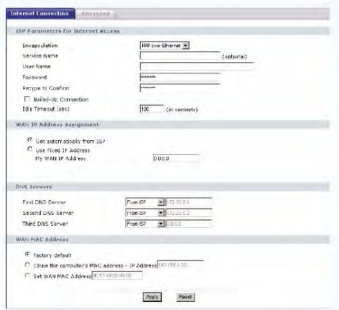 Internet Connection Advanced
ISP Parameters for Internet Access
Encapsulation PPP over Ethernet
Service Name (optional)
User Name
Password ********
Retype to Confirm ********
Nailed-Up Connection
Idle Timeout (sec) 100 (in seconds)
WAN IP Address Assignment
Get automatically from ISP
Use Fixed IP Address
My WAN IP Address 0.0.0.0
DNS Servers
First DNS Server From ISP
Second DNS Server From ISP
Third DNS Server From ISP
WAN MAC Address
Factory default
Clone the computer's MAC address - IP Address
Set WAN MAC Address
Apply Reset